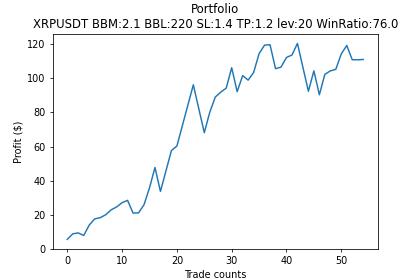 Portfolio
XRPUSDT BBM:2.1 BBL:220 SL:1.4 TP:1.2 lev:20 WinRatio:76.0
120
100
80
60
40
20
0
Profit ($)
0 10 20 30 40 50
Trade counts